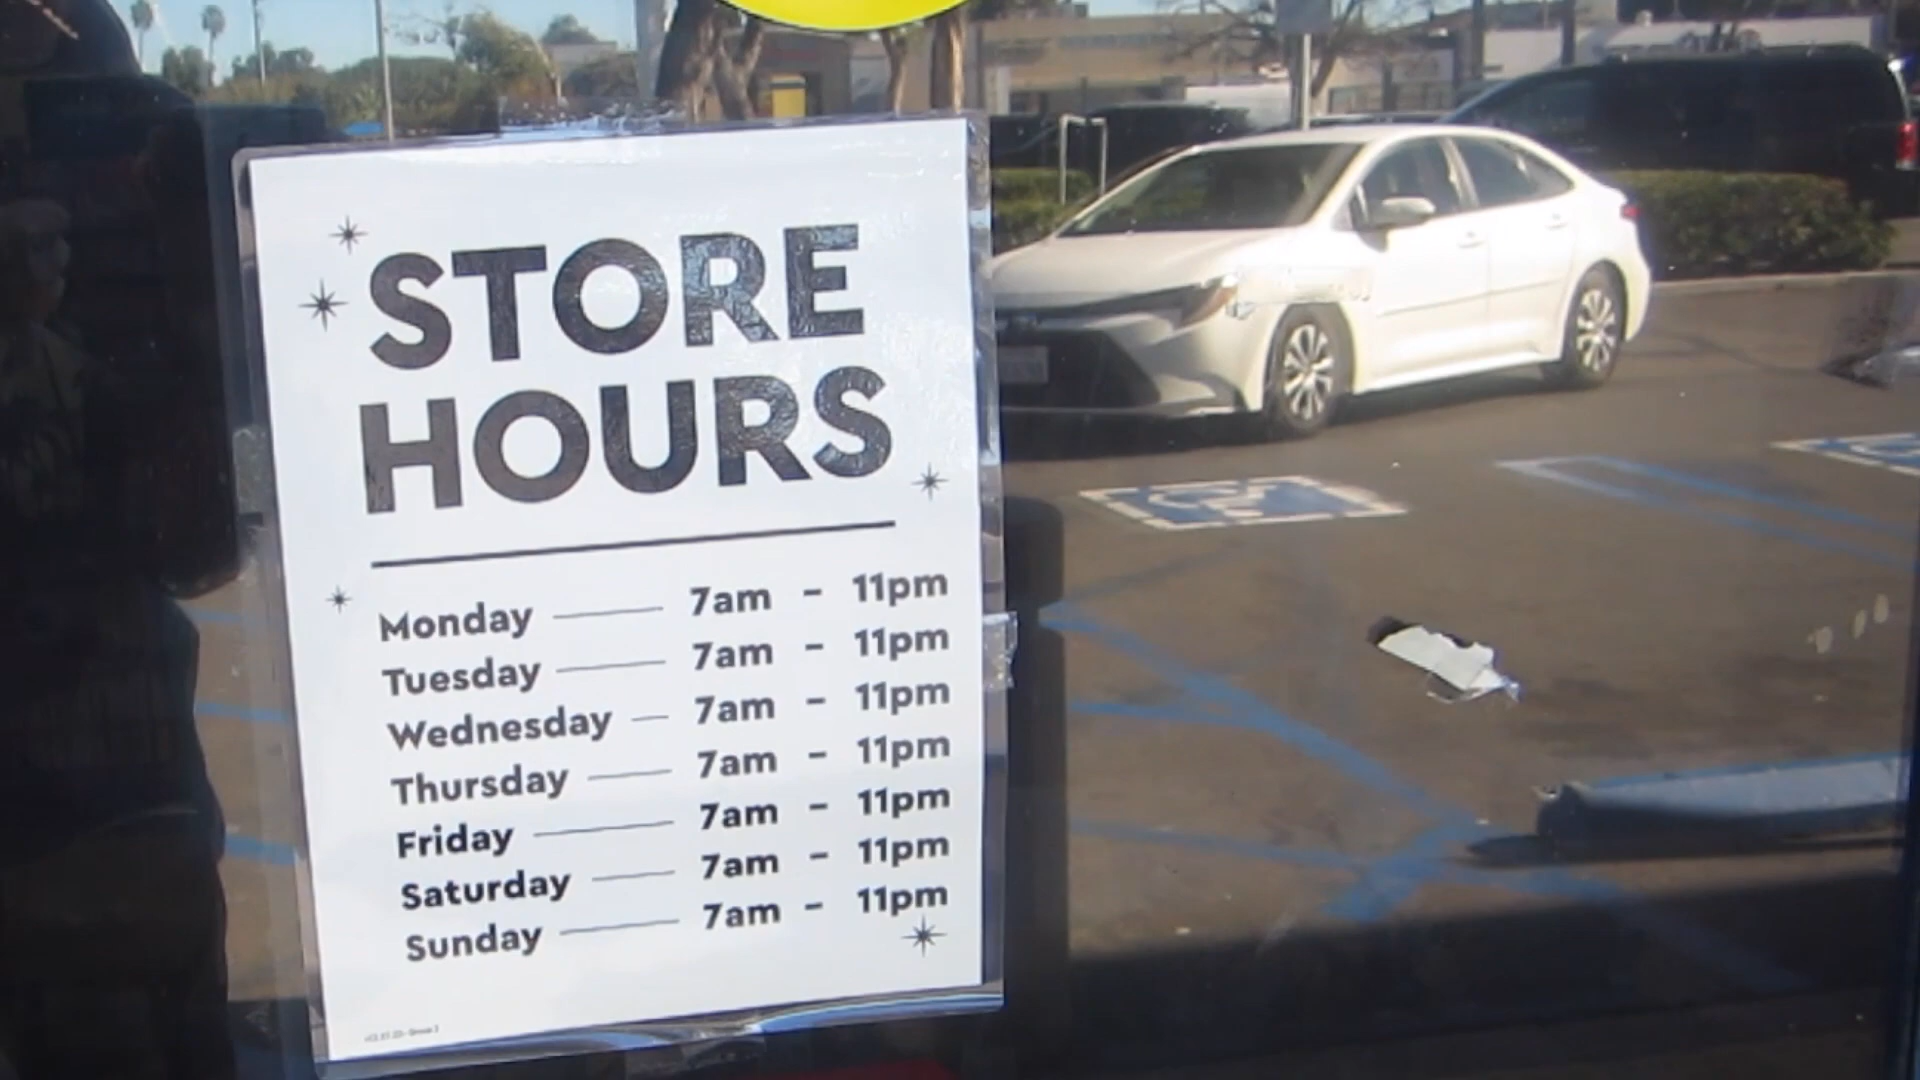 STORE
HOURS
Monday 7am - 11pm
Tuesday 7am - 11pm
Wednesday 7am - 11pm
Thursday 7am - 11pm
Friday 7am - 11pm
Saturday 7am - 11pm
Sunday 7am - 11pm